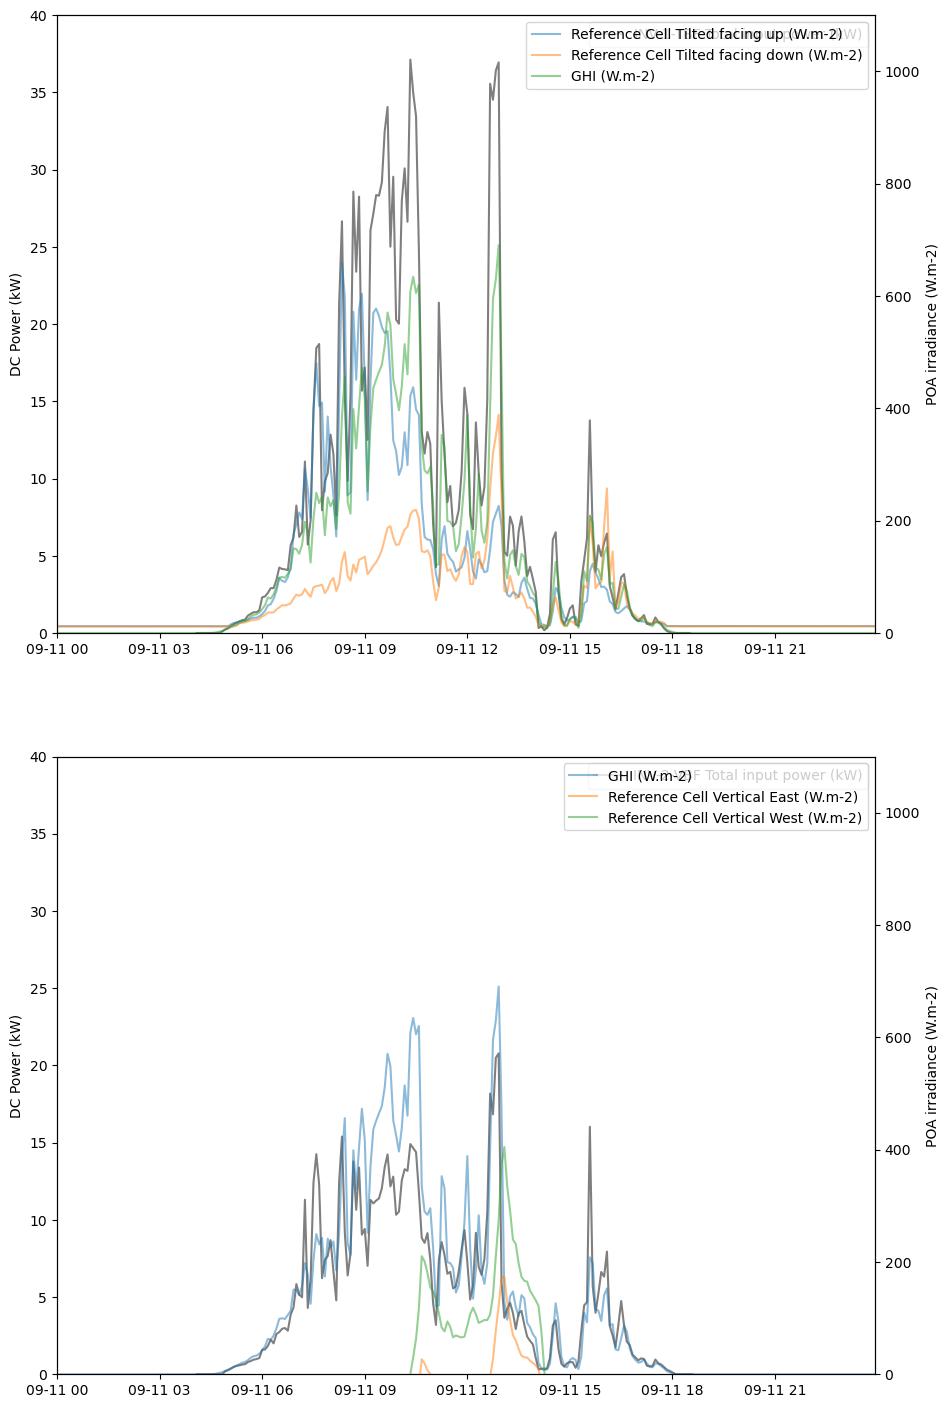 40
35
30
25
20
15
10
5
0
DC Power (kW)
Reference Cell Tilted facing up (W.m-2)
Reference Cell Tilted facing down (W.m-2)
GHI (W.m-2)
1000
800
600
400
200
0
POA irradiance (W.m-2)
09-11 00 09-11 03 09-11 06 09-11 09 09-11 12 09-11 15 09-11 18 09-11 21
40
35
30
25
20
15
10
5
0
DC Power (kW)
Total input power (kW)
GHI (W.m-2)
Reference Cell Vertical East (W.m-2)
Reference Cell Vertical West (W.m-2)
1000
800
600
400
200
0
POA irradiance (W.m-2)
09-11 00 09-11 03 09-11 06 09-11 09 09-11 12 09-11 15 09-11 18 09-11 21